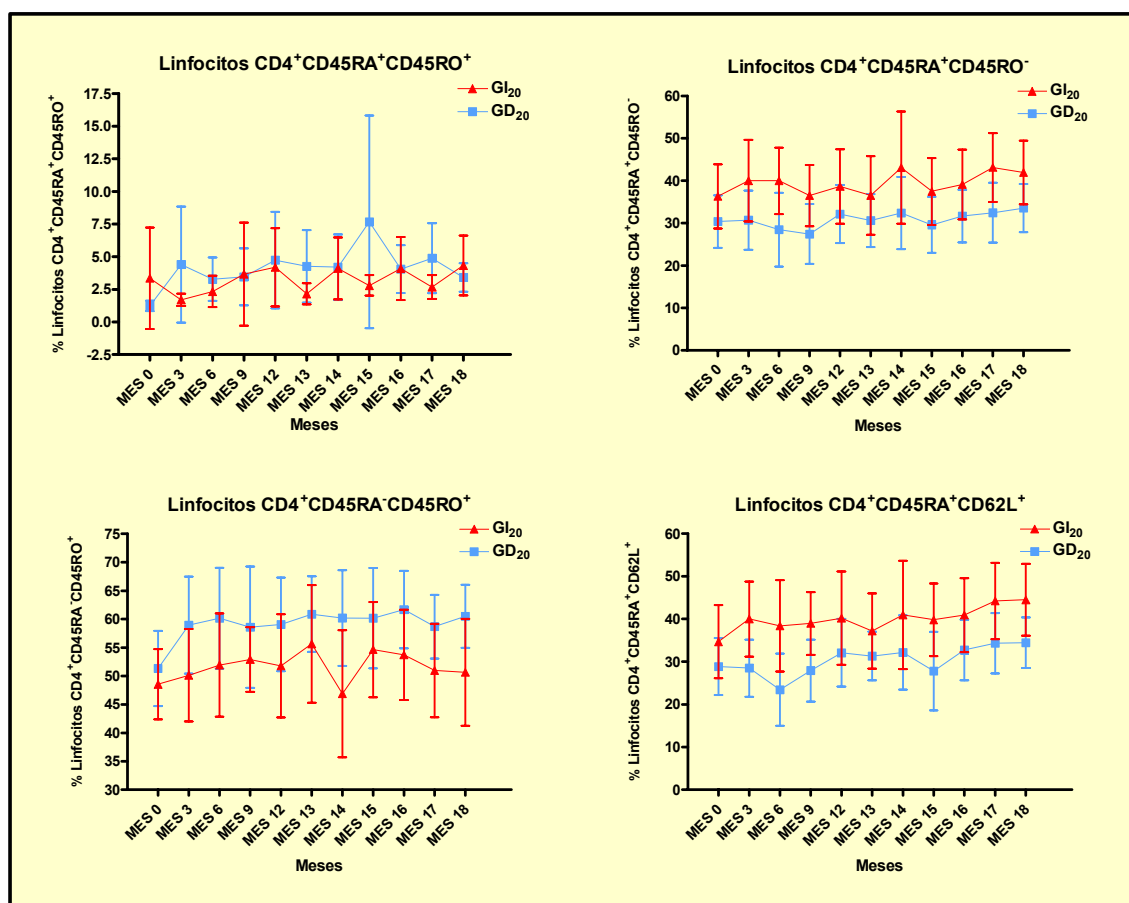 Linfocitos CD4⁺CD45RA⁺CD45RO⁺
GI₂₀
GD₂₀
% Linfocitos CD4⁺CD45RA⁺CD45RO⁺
17.5
15.0
12.5
10.0
7.5
5.0
2.5
0.0
-2.5
MES 0
MES 3
MES 6
MES 9
MES 12
MES 13
MES 14
MES 15
MES 16
MES 17
MES 18
Meses
Linfocitos CD4⁺CD45RA⁺CD45RO⁻
GI₂₀
GD₂₀
% Linfocitos CD4⁺CD45RA⁺CD45RO⁻
60
50
40
30
20
10
0
MES 0
MES 3
MES 6
MES 9
MES 12
MES 13
MES 14
MES 15
MES 16
MES 17
MES 18
Meses
Linfocitos CD4⁺CD45RA⁻CD45RO⁺
GI₂₀
GD₂₀
% Linfocitos CD4⁺CD45RA⁻CD45RO⁺
75
70
65
60
55
50
45
40
35
30
MES 0
MES 3
MES 6
MES 9
MES 12
MES 13
MES 14
MES 15
MES 16
MES 17
MES 18
Meses
Linfocitos CD4⁺CD45RA⁺CD62L⁺
GI₂₀
GD₂₀
% Linfocitos CD4⁺CD45RA⁺CD62L⁺
60
50
40
30
20
10
0
MES 0
MES 3
MES 6
MES 9
MES 12
MES 13
MES 14
MES 15
MES 16
MES 17
MES 18
Meses